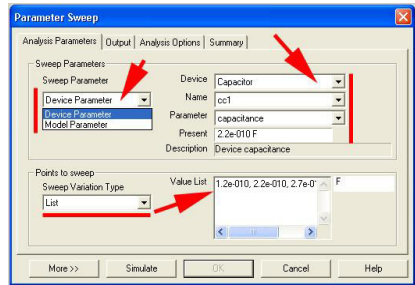 Parameter Sweep
Analysis Parameters Output Analysis Options Summary
Sweep Parameters
Sweep Parameter
Device Parameter
Device Parameter
Model Parameter
Device Capacitor
Name cc1
Parameter capacitance
Present 2.2e-010 F
Description Device capacitance
Points to sweep
Sweep Variation Type
List
Value List 1.2e-010, 2.2e-010, 2.7e-0 F
More >> Simulate OK Cancel Help